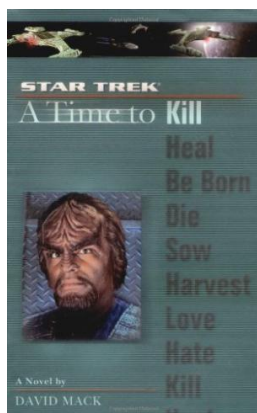 STAR TREK®
A Time to Kill
Heal
Be Born
Die
Sow
Harvest
Love
Hate
Kill
A Novel by
DAVID MACK